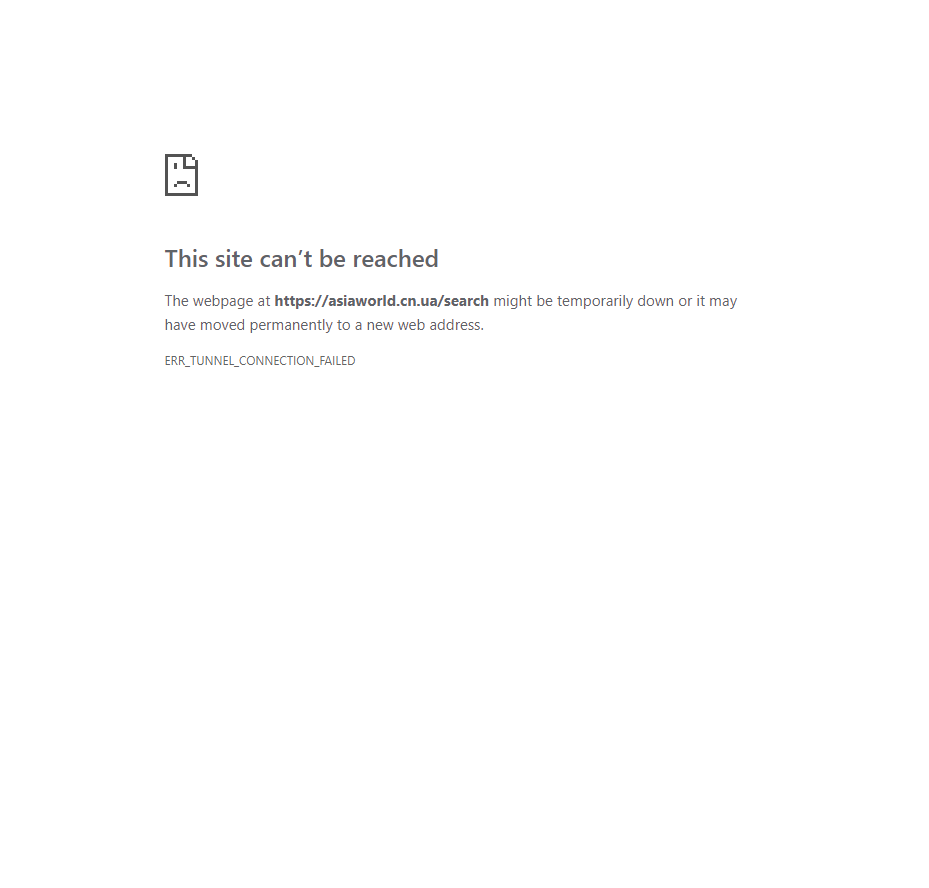 This site can’t be reached
The webpage at https://asiaworld.cn.ua/search might be temporarily down or it may
have moved permanently to a new web address.
ERR_TUNNEL_CONNECTION_FAILED